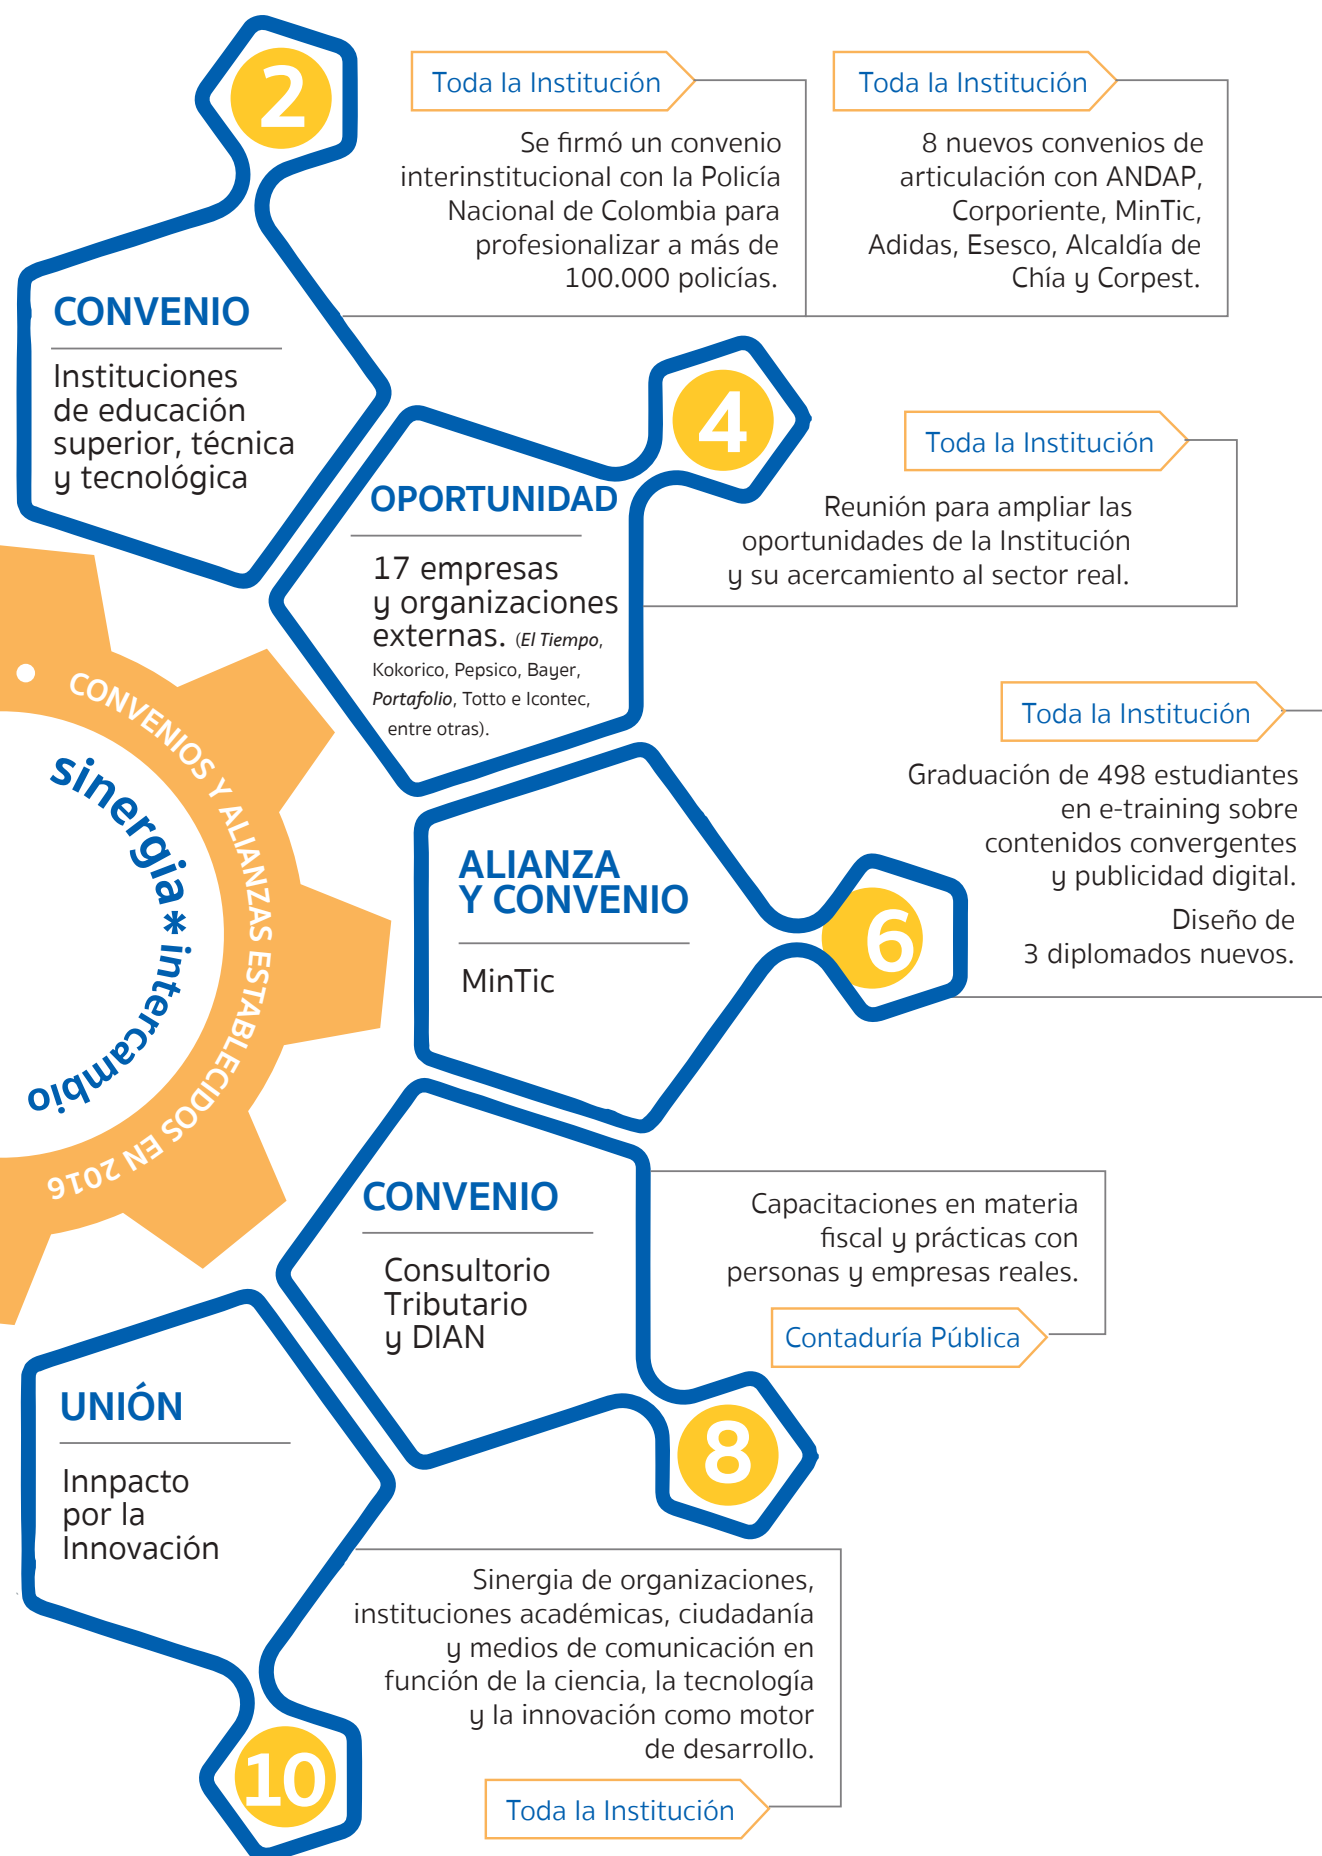 2
Toda la Institución
Se firmó un convenio
interinstitucional con la Policía
Nacional de Colombia para
profesionalizar a más de
100.000 policías.
Toda la Institución
8 nuevos convenios de
articulación con ANDAP,
Corporiente, MinTic,
Adidas, Esesco, Alcaldía de
Chía y Corpest.
CONVENIO
Instituciones
de educación
superior, técnica
y tecnológica
4
OPORTUNIDAD
17 empresas
y organizaciones
externas. (El Tiempo,
Kokorico, Pepsico, Bayer,
Portafolio, Totto e Icontec,
entre otras).
Toda la Institución
Reunión para ampliar las
oportunidades de la Institución
y su acercamiento al sector real.
CONVENIOS Y ALIANZAS ESTABLECIDOS EN 2016
sinergia*intercambio
ALIANZA
Y CONVENIO
MinTic
6
Toda la Institución
Graduación de 498 estudiantes
en e-training sobre
contenidos convergentes
y publicidad digital.
Diseño de
3 diplomados nuevos.
CONVENIO
Consultorio
Tributario
y DIAN
8
Capacitaciones en materia
fiscal y prácticas con
personas y empresas reales.
Contaduría Pública
UNIÓN
Innpacto
por la
Innovación
10
Sinergia de organizaciones,
instituciones académicas, ciudadanía
y medios de comunicación en
función de la ciencia, la tecnología
y la innovación como motor
de desarrollo.
Toda la Institución